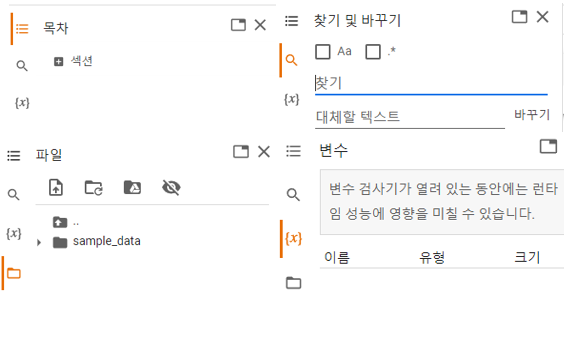 목차
섹션
{x}
찾기 및 바꾸기
Aa
.*
찾기
대체할 텍스트 바꾸기
{x}
파일
..
sample_data
{x}
변수
변수 검사기가 열려 있는 동안에는 런타
임 성능에 영향을 미칠 수 있습니다.
{x}
이름 유형 크기